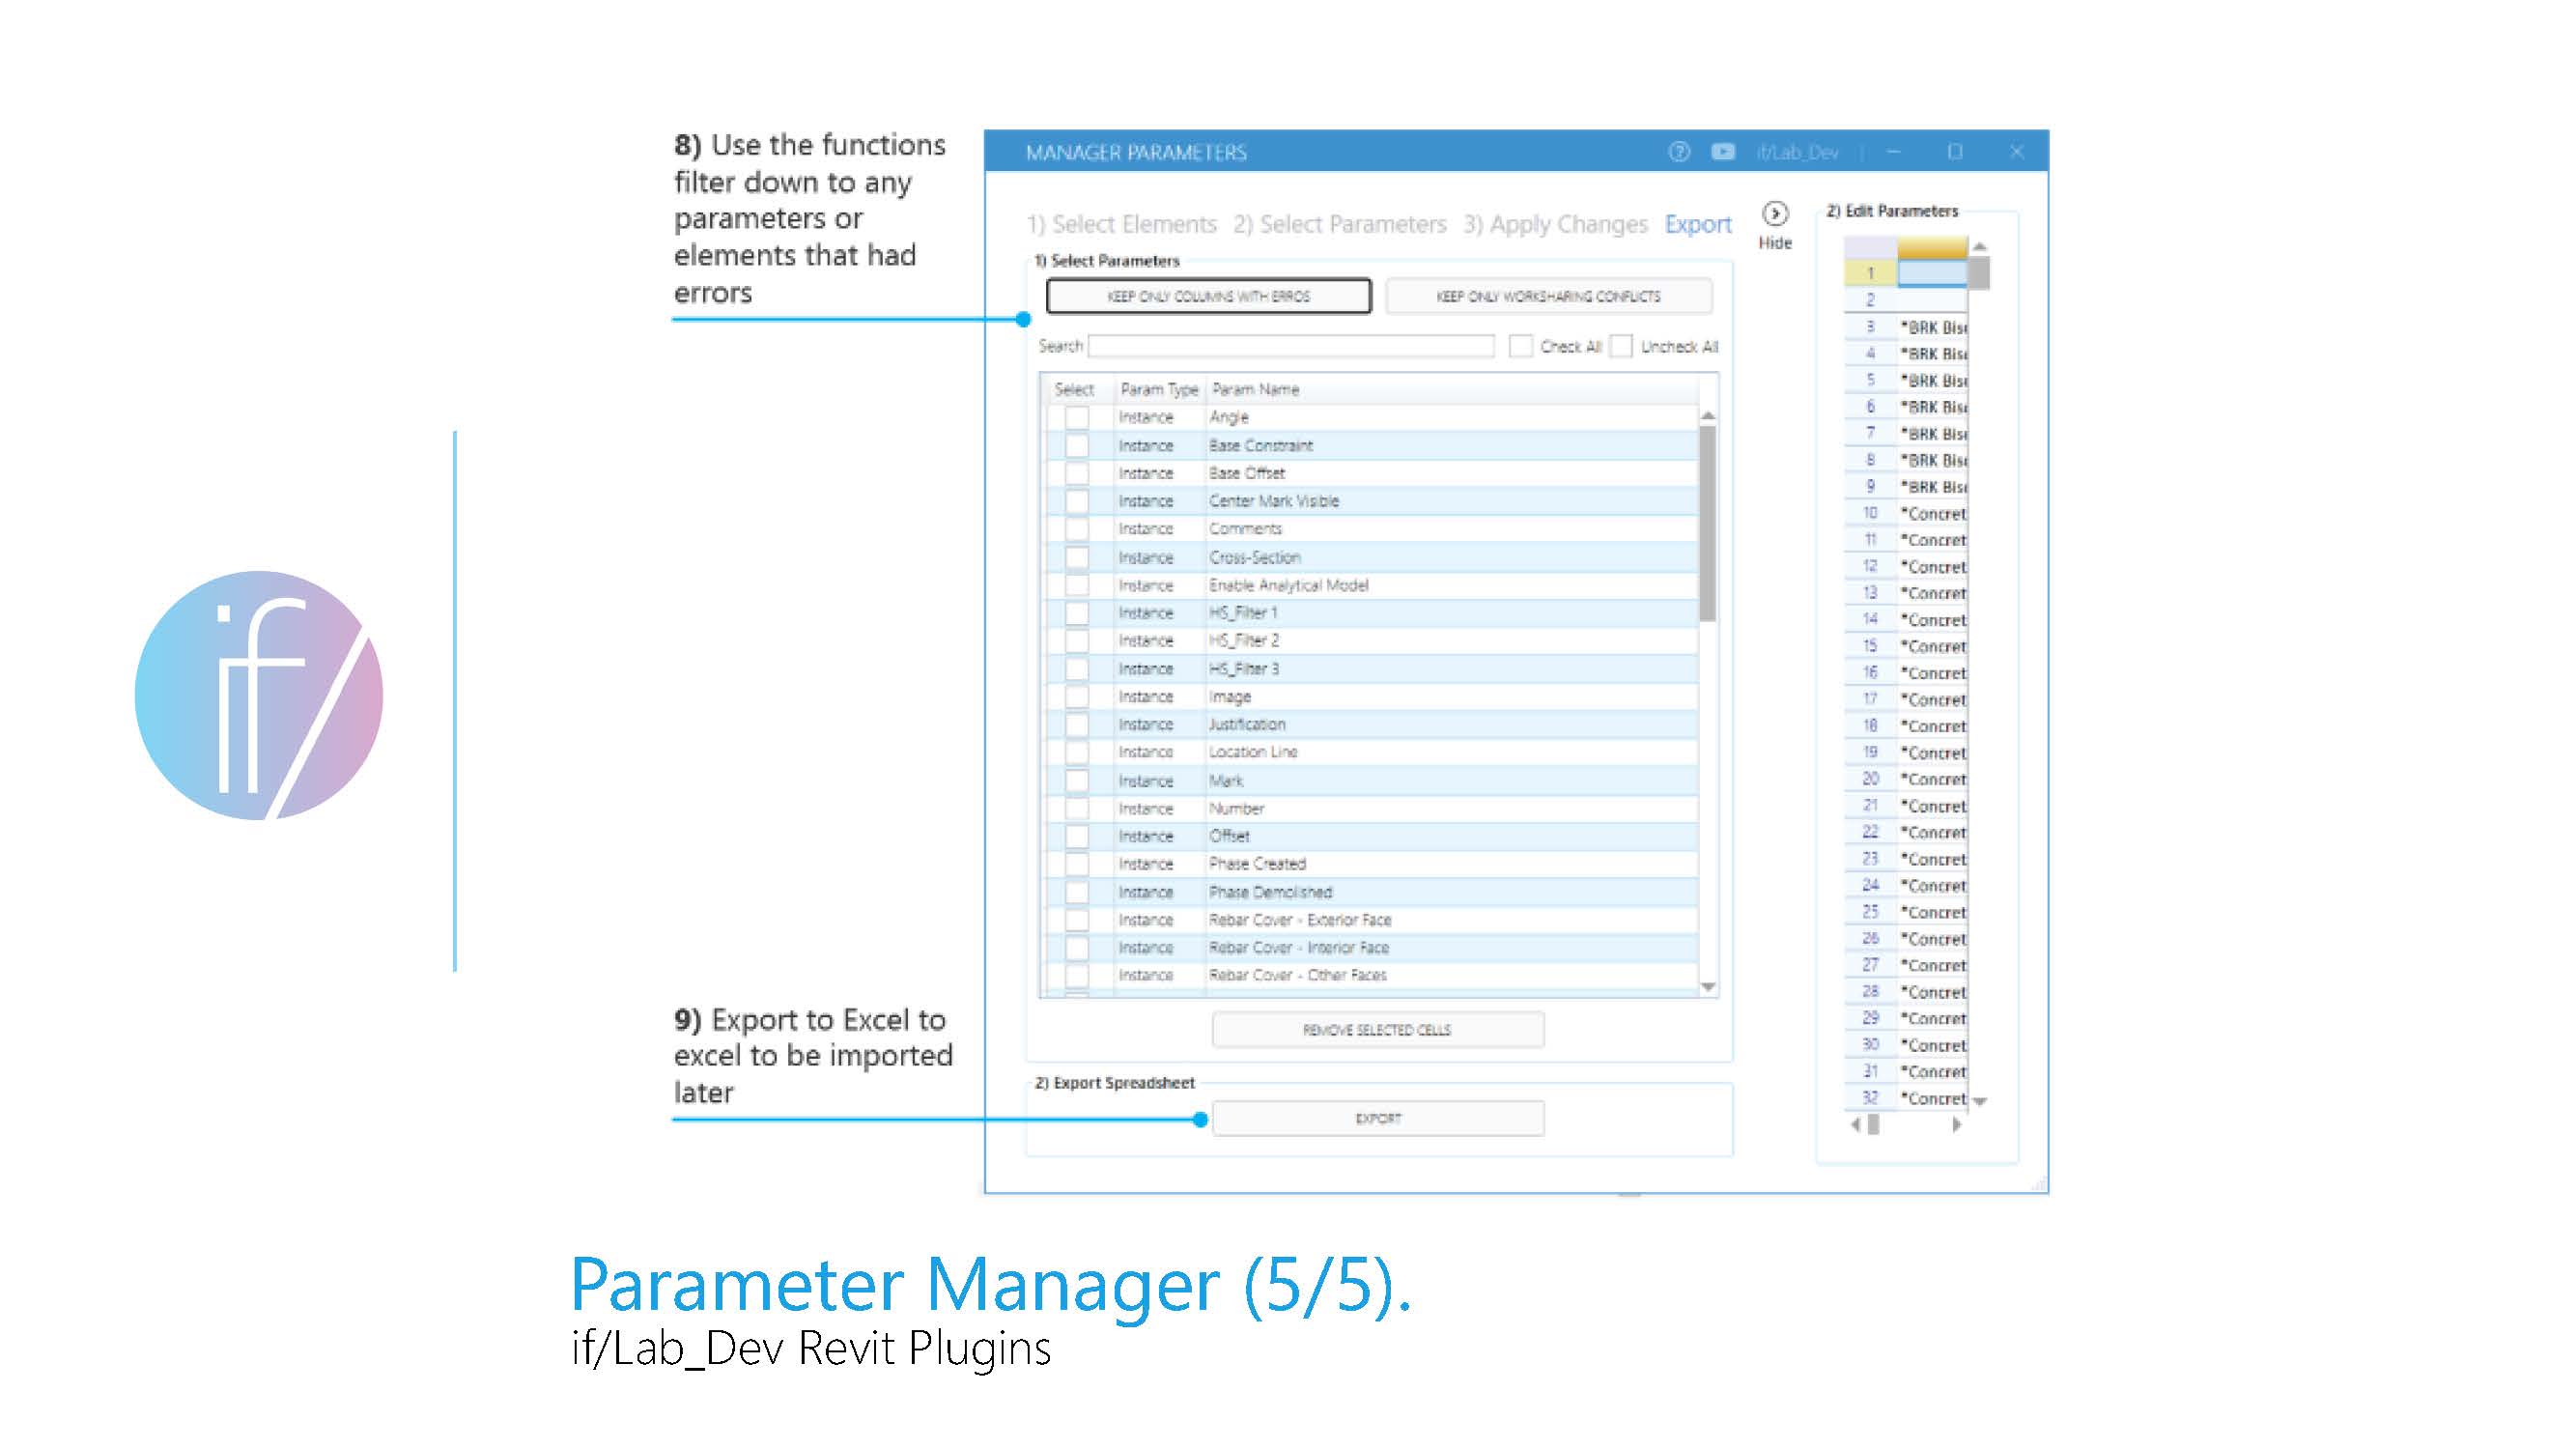 8) Use the functions
filter down to any
parameters or
elements that had
errors
MANAGER PARAMETERS
if/Lab_Dev
1) Select Elements 2) Select Parameters 3) Apply Changes Export
Hide
1) Select Parameters
KEEP ONLY COLUMNS WITH ERROS
KEEP ONLY WORKSHARING CONFLICTS
Search
Check All
Uncheck All
Select Param Type Param Name
Instance Angle
Instance Base Constraint
Instance Base Offset
Instance Center Mark Visible
Instance Comments
Instance Cross-Section
Instance Enable Analytical Model
Instance HS_Filter 1
Instance HS_Filter 2
Instance HS_Filter 3
Instance Image
Instance Justification
Instance Location Line
Instance Mark
Instance Number
Instance Offset
Instance Phase Created
Instance Phase Demolished
Instance Rebar Cover - Exterior Face
Instance Rebar Cover - Interior Face
Instance Rebar Cover - Other Faces
REMOVE SELECTED CELLS
2) Export Spreadsheet
EXPORT
2) Edit Parameters
1
2
3 *BRK Bis
4 *BRK Bis
5 *BRK Bis
6 *BRK Bis
7 *BRK Bis
8 *BRK Bis
9 *BRK Bis
10 *Concret
11 *Concret
12 *Concret
13 *Concret
14 *Concret
15 *Concret
16 *Concret
17 *Concret
18 *Concret
19 *Concret
20 *Concret
21 *Concret
22 *Concret
23 *Concret
24 *Concret
25 *Concret
26 *Concret
27 *Concret
28 *Concret
29 *Concret
30 *Concret
31 *Concret
32 *Concret
9) Export to Excel to
excel to be imported
later
if/
Parameter Manager (5/5).
if/Lab_Dev Revit Plugins